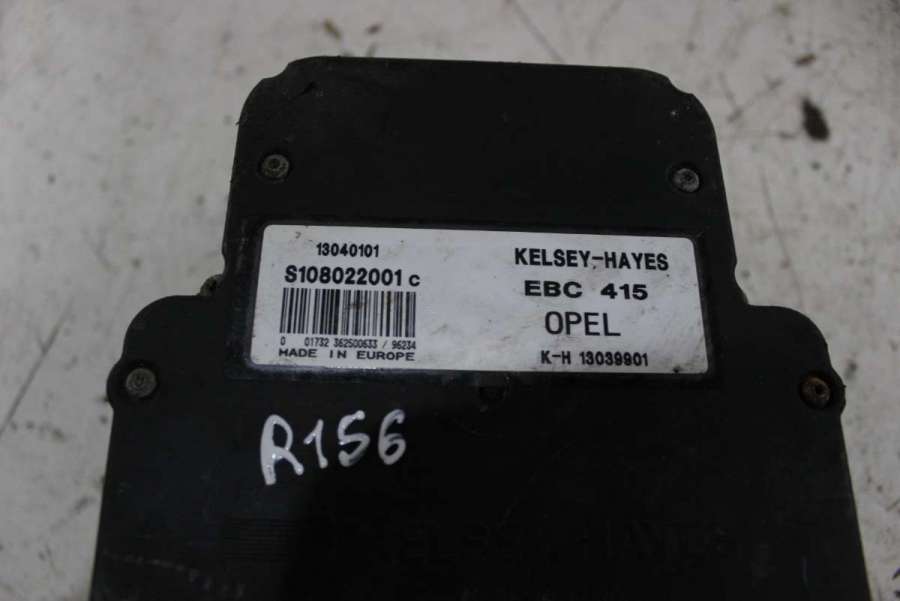 13040101
S108022001 C
0 01732 362500633 / 96234
MADE IN EUROPE
KELSEY-HAYES
EBC 415
OPEL
K-H 13039901
R156